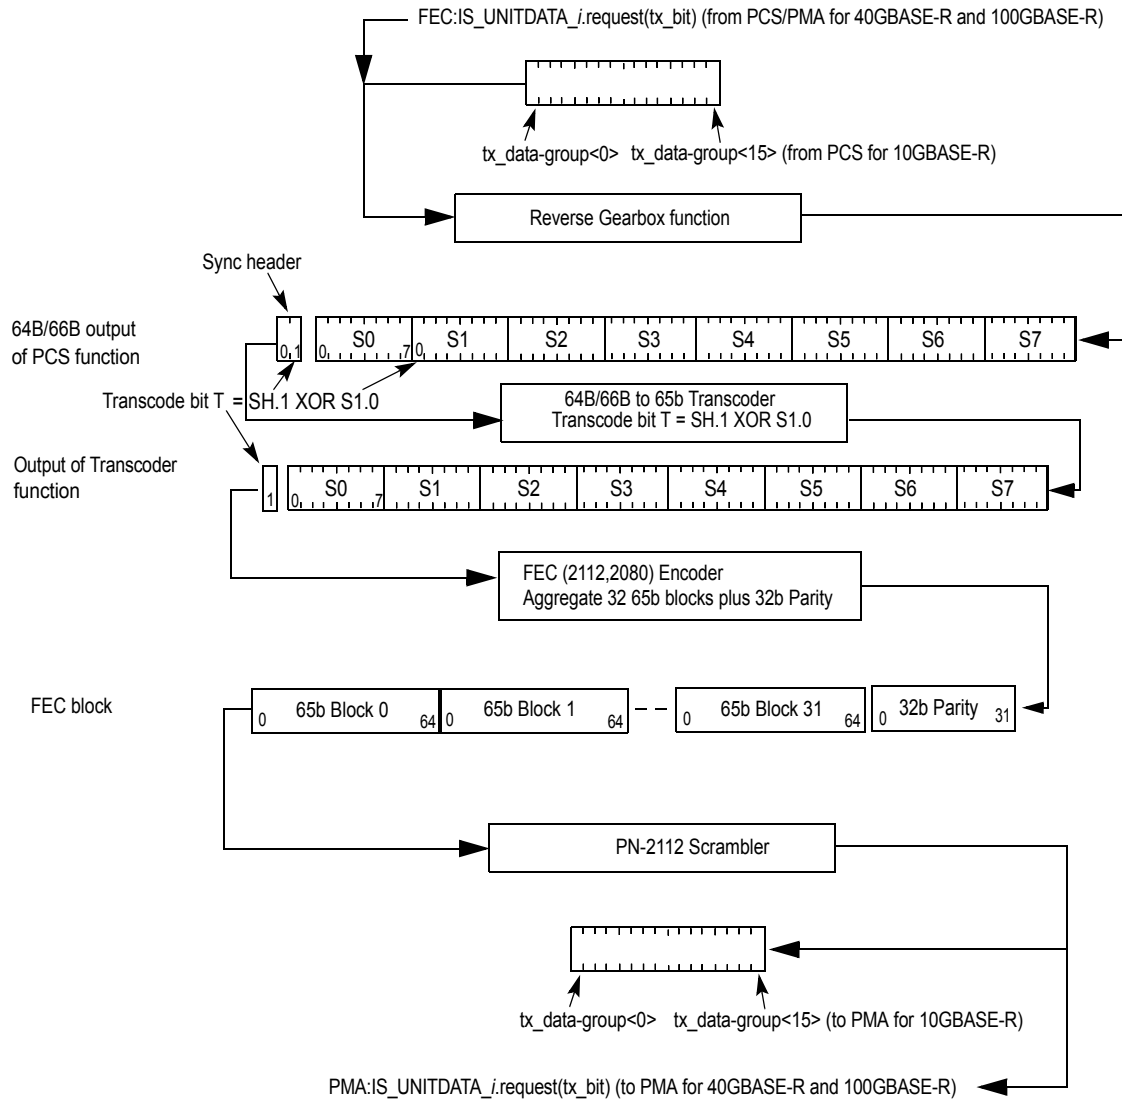 FEC:IS_UNITDATA_i.request(tx_bit) (from PCS/PMA for 40GBASE-R and 100GBASE-R)
tx_data-group<0> tx_data-group<15> (from PCS for 10GBASE-R)
Reverse Gearbox function
Sync header
64B/66B output
of PCS function
0 1 0 S0 7 0 S1 S2 S3 S4 S5 S6 S7
Transcode bit T = SH.1 XOR S1.0
64B/66B to 65b Transcoder
Transcode bit T = SH.1 XOR S1.0
Output of Transcoder
function
1 0 S0 7 S1 S2 S3 S4 S5 S6 S7
FEC (2112,2080) Encoder
Aggregate 32 65b blocks plus 32b Parity
FEC block
0 65b Block 0 64 0 65b Block 1 64 0 65b Block 31 64 0 32b Parity 31
PN-2112 Scrambler
tx_data-group<0> tx_data-group<15> (to PMA for 10GBASE-R)
PMA:IS_UNITDATA_i.request(tx_bit) (to PMA for 40GBASE-R and 100GBASE-R)